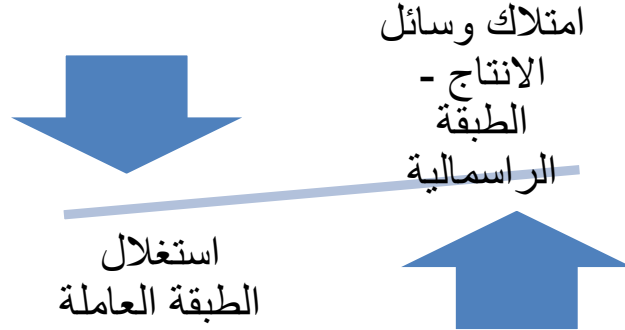 امتلاك وسائل
الانتاج -
الطبقة
الراسمالية
استغلال
الطبقة العاملة